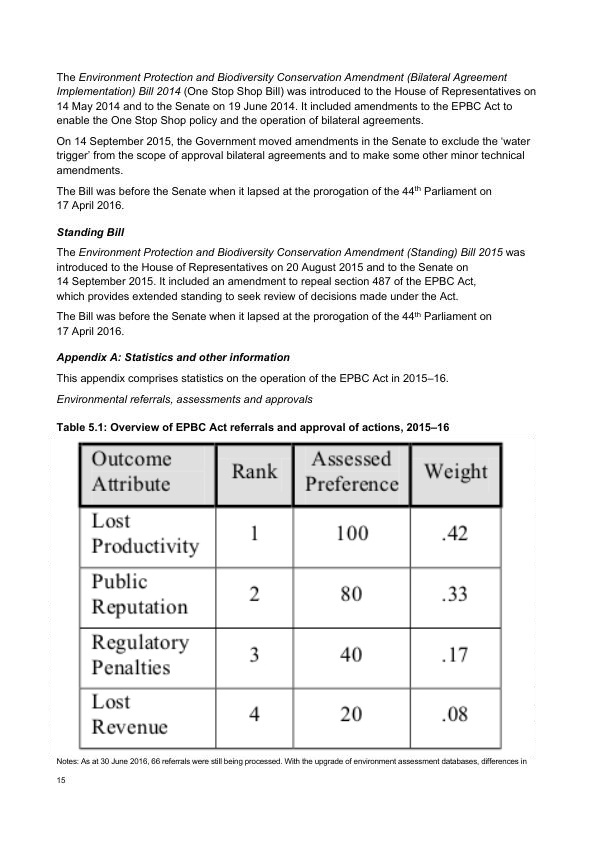 The Environment Protection and Biodiversity Conservation Amendment (Bilateral Agreement
Implementation) Bill 2014 (One Stop Shop Bill) was introduced to the House of Representatives on
14 May 2014 and to the Senate on 19 June 2014. It included amendments to the EPBC Act to
enable the One Stop Shop policy and the operation of bilateral agreements.
On 14 September 2015, the Government moved amendments in the Senate to exclude the ‘water
trigger’ from the scope of approval bilateral agreements and to make some other minor technical
amendments.
The Bill was before the Senate when it lapsed at the prorogation of the 44th Parliament on
17 April 2016.
Standing Bill
The Environment Protection and Biodiversity Conservation Amendment (Standing) Bill 2015 was
introduced to the House of Representatives on 20 August 2015 and to the Senate on
14 September 2015. It included an amendment to repeal section 487 of the EPBC Act,
which provides extended standing to seek review of decisions made under the Act.
The Bill was before the Senate when it lapsed at the prorogation of the 44th Parliament on
17 April 2016.
Appendix A: Statistics and other information
This appendix comprises statistics on the operation of the EPBC Act in 2015–16.
Environmental referrals, assessments and approvals
Table 5.1: Overview of EPBC Act referrals and approval of actions, 2015–16
Outcome Attribute Rank Assessed Preference Weight
Lost Productivity 1 100 .42
Public Reputation 2 80 .33
Regulatory Penalties 3 40 .17
Lost Revenue 4 20 .08
Notes: As at 30 June 2016, 66 referrals were still being processed. With the upgrade of environment assessment databases, differences in
15